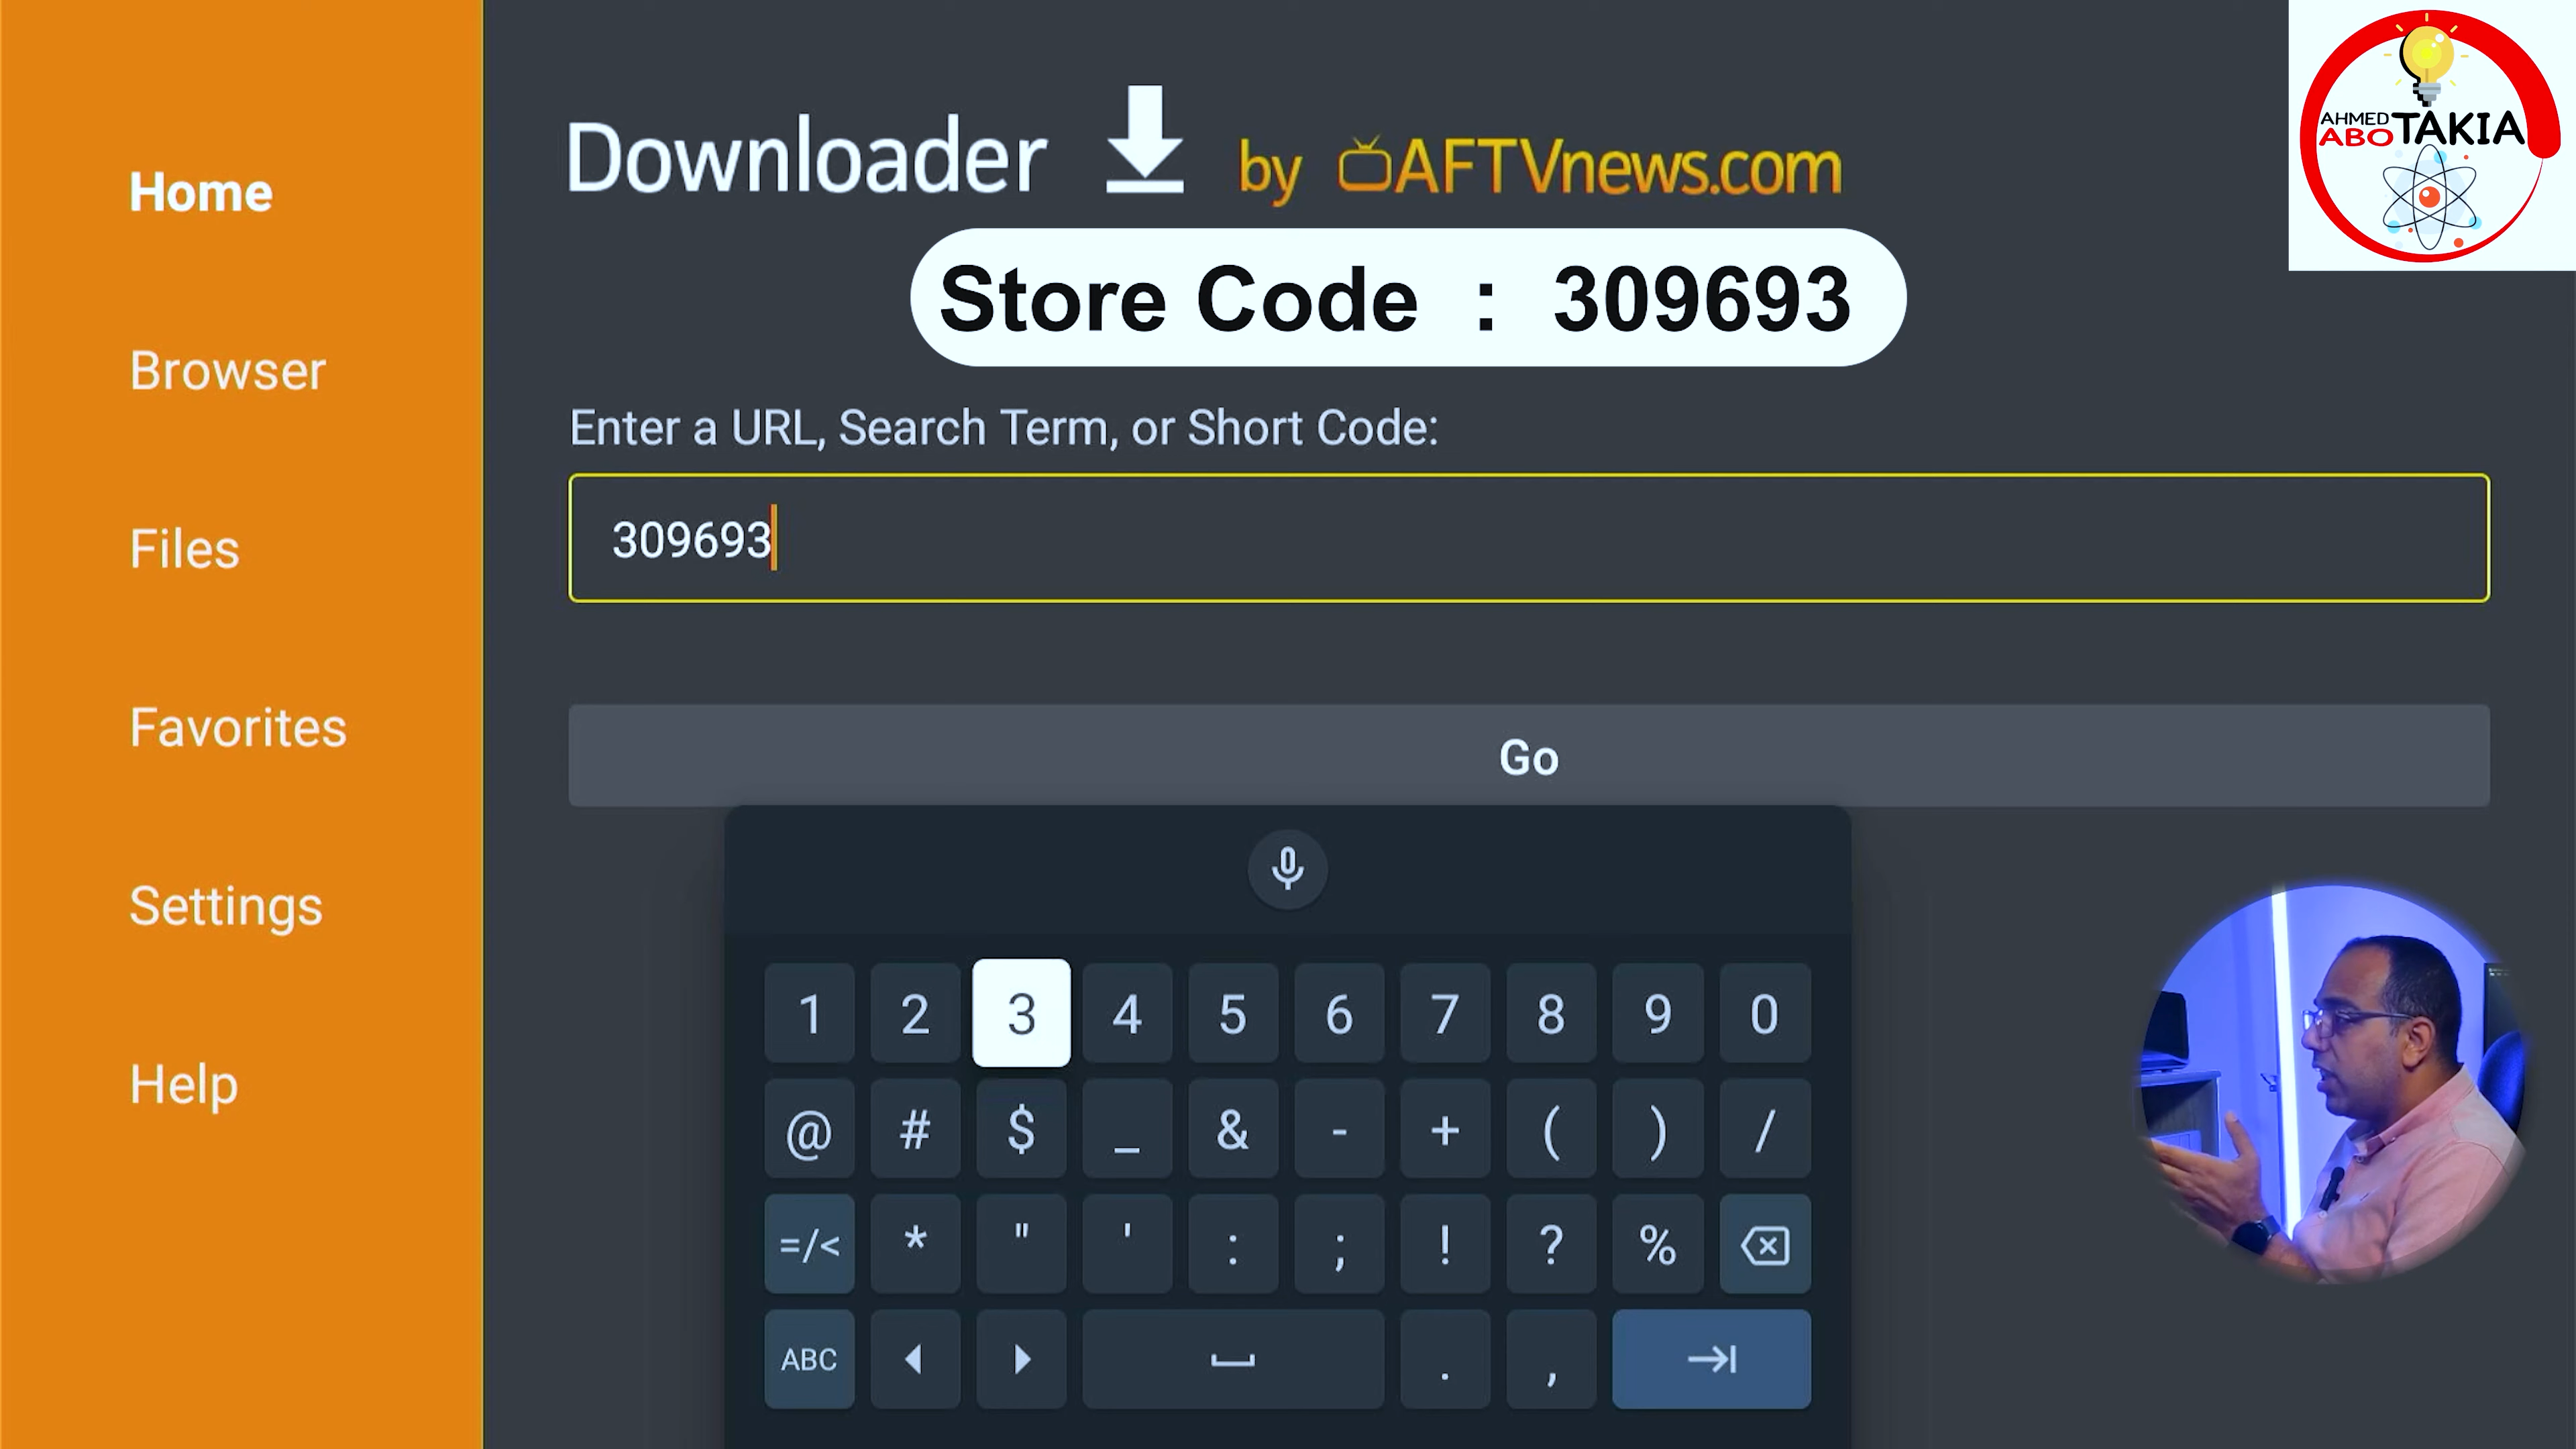 Home
Browser
Files
Favorites
Settings
Help
Downloader by AFTVnews.com
Store Code : 309693
Enter a URL, Search Term, or Short Code:
309693
Go
1 2 3 4 5 6 7 8 9 0
@ # $ _ & - + ( ) /
=/< * " ' : ; ! ? %
ABC . ,
AHMED
ABO TAKIA